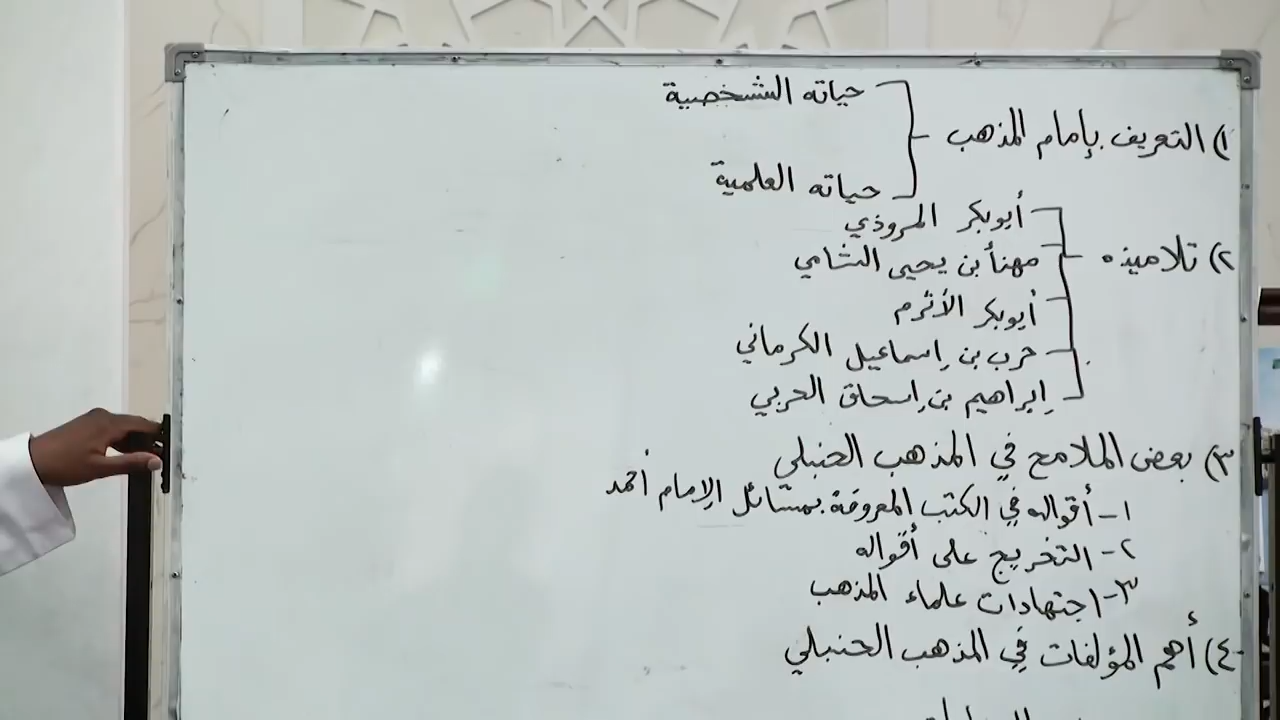 ١) التعريف بإمام المذهب
حياته الشخصية
حياته العلمية
٢) تلاميذه
أبوبكر المروذي
مهنأ بن يحيى الشامي
أبوبكر الأثرم
حرب بن إسماعيل الكرماني
إبراهيم بن إسحاق الحربي
٣) بعض الملامح في المذهب الحنبلي
١- أقواله في الكتب المعروفة بمسائل الإمام أحمد
٢- التخريج على أقواله
٣- اجتهادات علماء المذهب
٤) أهم المؤلفات في المذهب الحنبلي